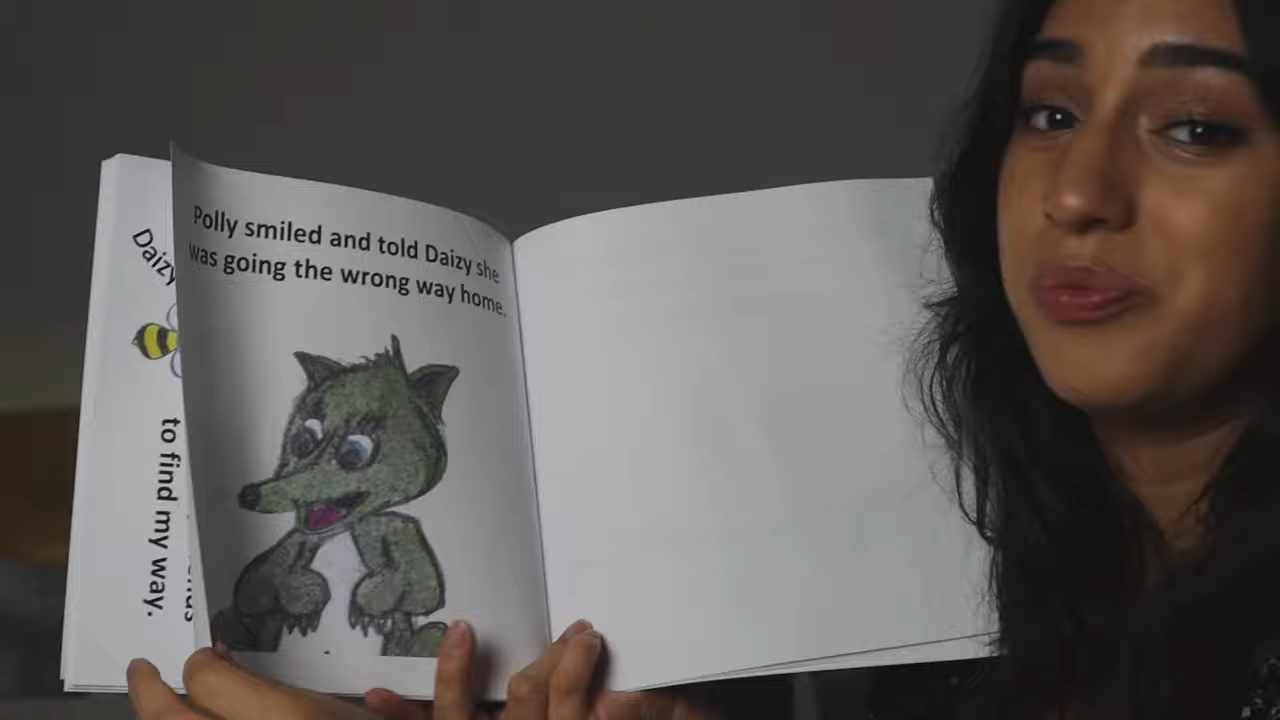 Polly smiled and told Daizy she
was going the wrong way home.
Daizy
to find my way.